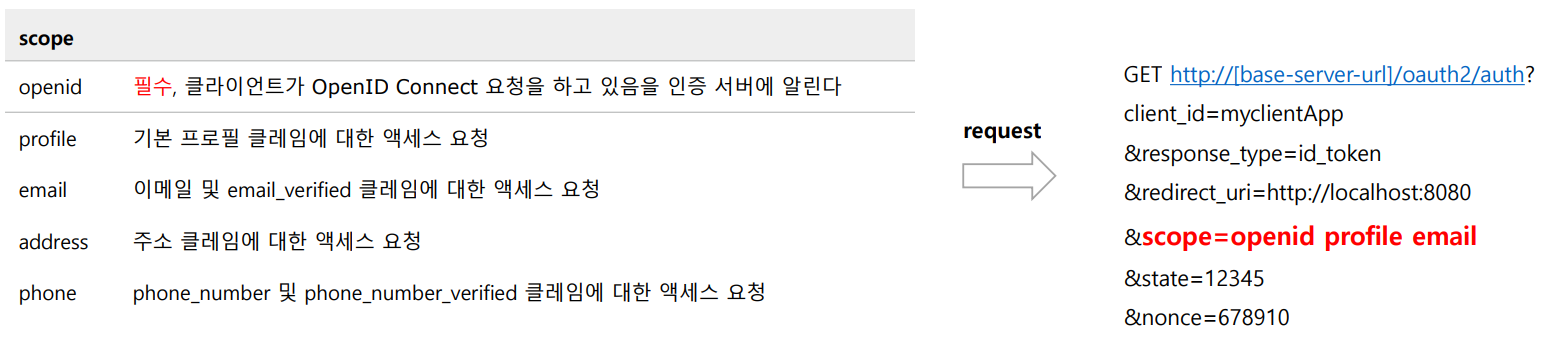 scope
openid 필수, 클라이언트가 OpenID Connect 요청을 하고 있음을 인증 서버에 알린다
profile 기본 프로필 클레임에 대한 액세스 요청
email 이메일 및 email_verified 클레임에 대한 액세스 요청
address 주소 클레임에 대한 액세스 요청
phone phone_number 및 phone_number_verified 클레임에 대한 액세스 요청
request
GET http://[base-server-url]/oauth2/auth?
client_id=myclientApp
&response_type=id_token
&redirect_uri=http://localhost:8080
&scope=openid profile email
&state=12345
&nonce=678910